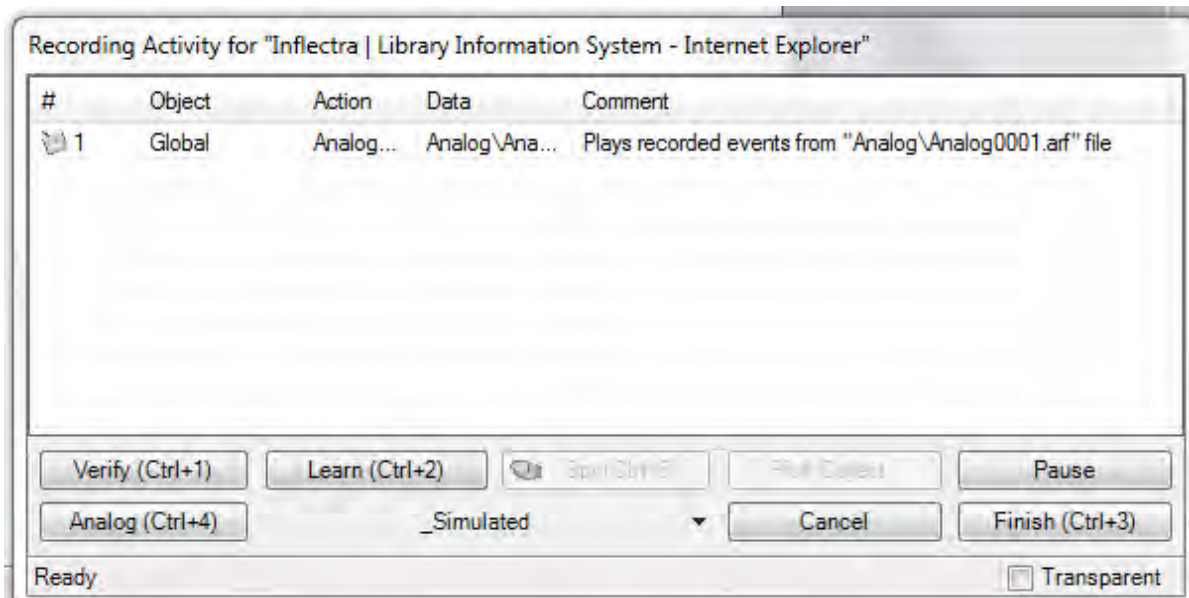 Recording Activity for "Inflectra | Library Information System - Internet Explorer"
# Object Action Data Comment
1 Global Analog... Analog\Ana... Plays recorded events from "Analog\Analog0001.arf" file
Verify (Ctrl+1) Learn (Ctrl+2) Pause
Analog (Ctrl+4) _Simulated Cancel Finish (Ctrl+3)
Ready Transparent